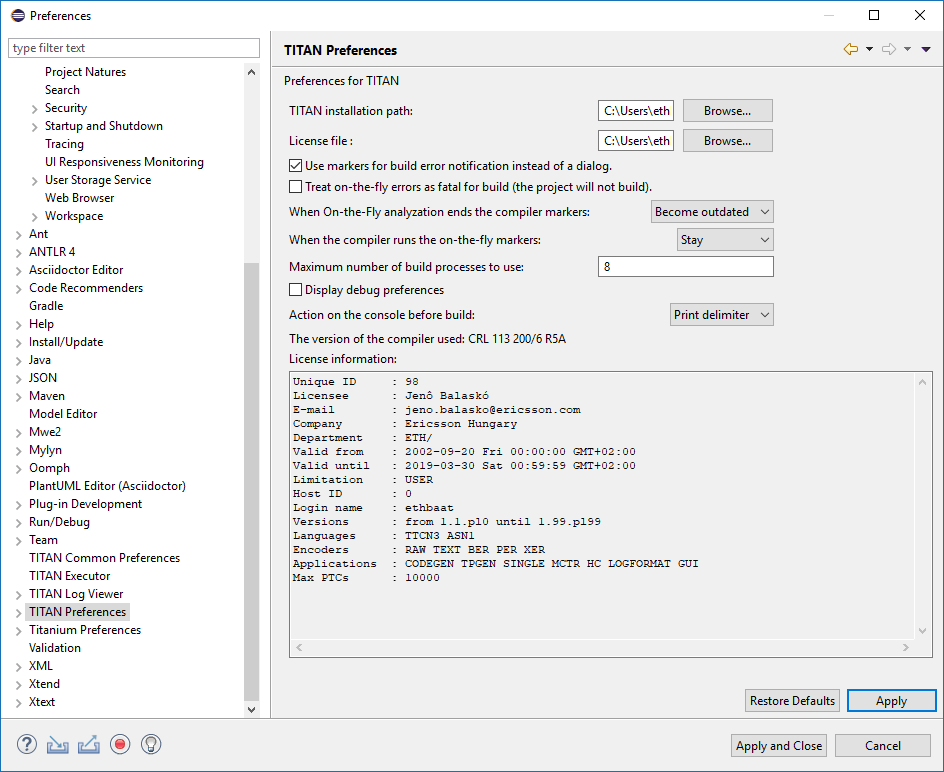 Preferences
type filter text
Project Natures
Search
Security
Startup and Shutdown
Tracing
UI Responsiveness Monitoring
User Storage Service
Web Browser
Workspace
Ant
ANTLR 4
Asciidoctor Editor
Code Recommenders
Gradle
Help
Install/Update
Java
JSON
Maven
Model Editor
Mwe2
Mylyn
Oomph
PlantUML Editor (Asciidoctor)
Plug-in Development
Run/Debug
Team
TITAN Common Preferences
TITAN Executor
TITAN Log Viewer
TITAN Preferences
Titanium Preferences
Validation
XML
Xtend
Xtext
TITAN Preferences
Preferences for TITAN
TITAN installation path: C:\Users\eth Browse...
License file : C:\Users\eth Browse...
Use markers for build error notification instead of a dialog.
Treat on-the-fly errors as fatal for build (the project will not build).
When On-the-Fly analyzation ends the compiler markers: Become outdated
When the compiler runs the on-the-fly markers: Stay
Maximum number of build processes to use: 8
Display debug preferences
Action on the console before build: Print delimiter
The version of the compiler used: CRL 113 200/6 R5A
License information:
Unique ID : 98
Licensee : Jenô Balaskó
E-mail : jeno.balasko@ericsson.com
Company : Ericsson Hungary
Department : ETH/
Valid from : 2002-09-20 Fri 00:00:00 GMT+02:00
Valid until : 2019-03-30 Sat 00:59:59 GMT+02:00
Limitation : USER
Host ID : 0
Login name : ethbaat
Versions : from 1.1.pl0 until 1.99.pl99
Languages : TTCN3 ASN1
Encoders : RAW TEXT BER PER XER
Applications : CODEGEN TPGEN SINGLE MCTR HC LOGFORMAT GUI
Max PTCs : 10000
Restore Defaults Apply
? Apply and Close Cancel